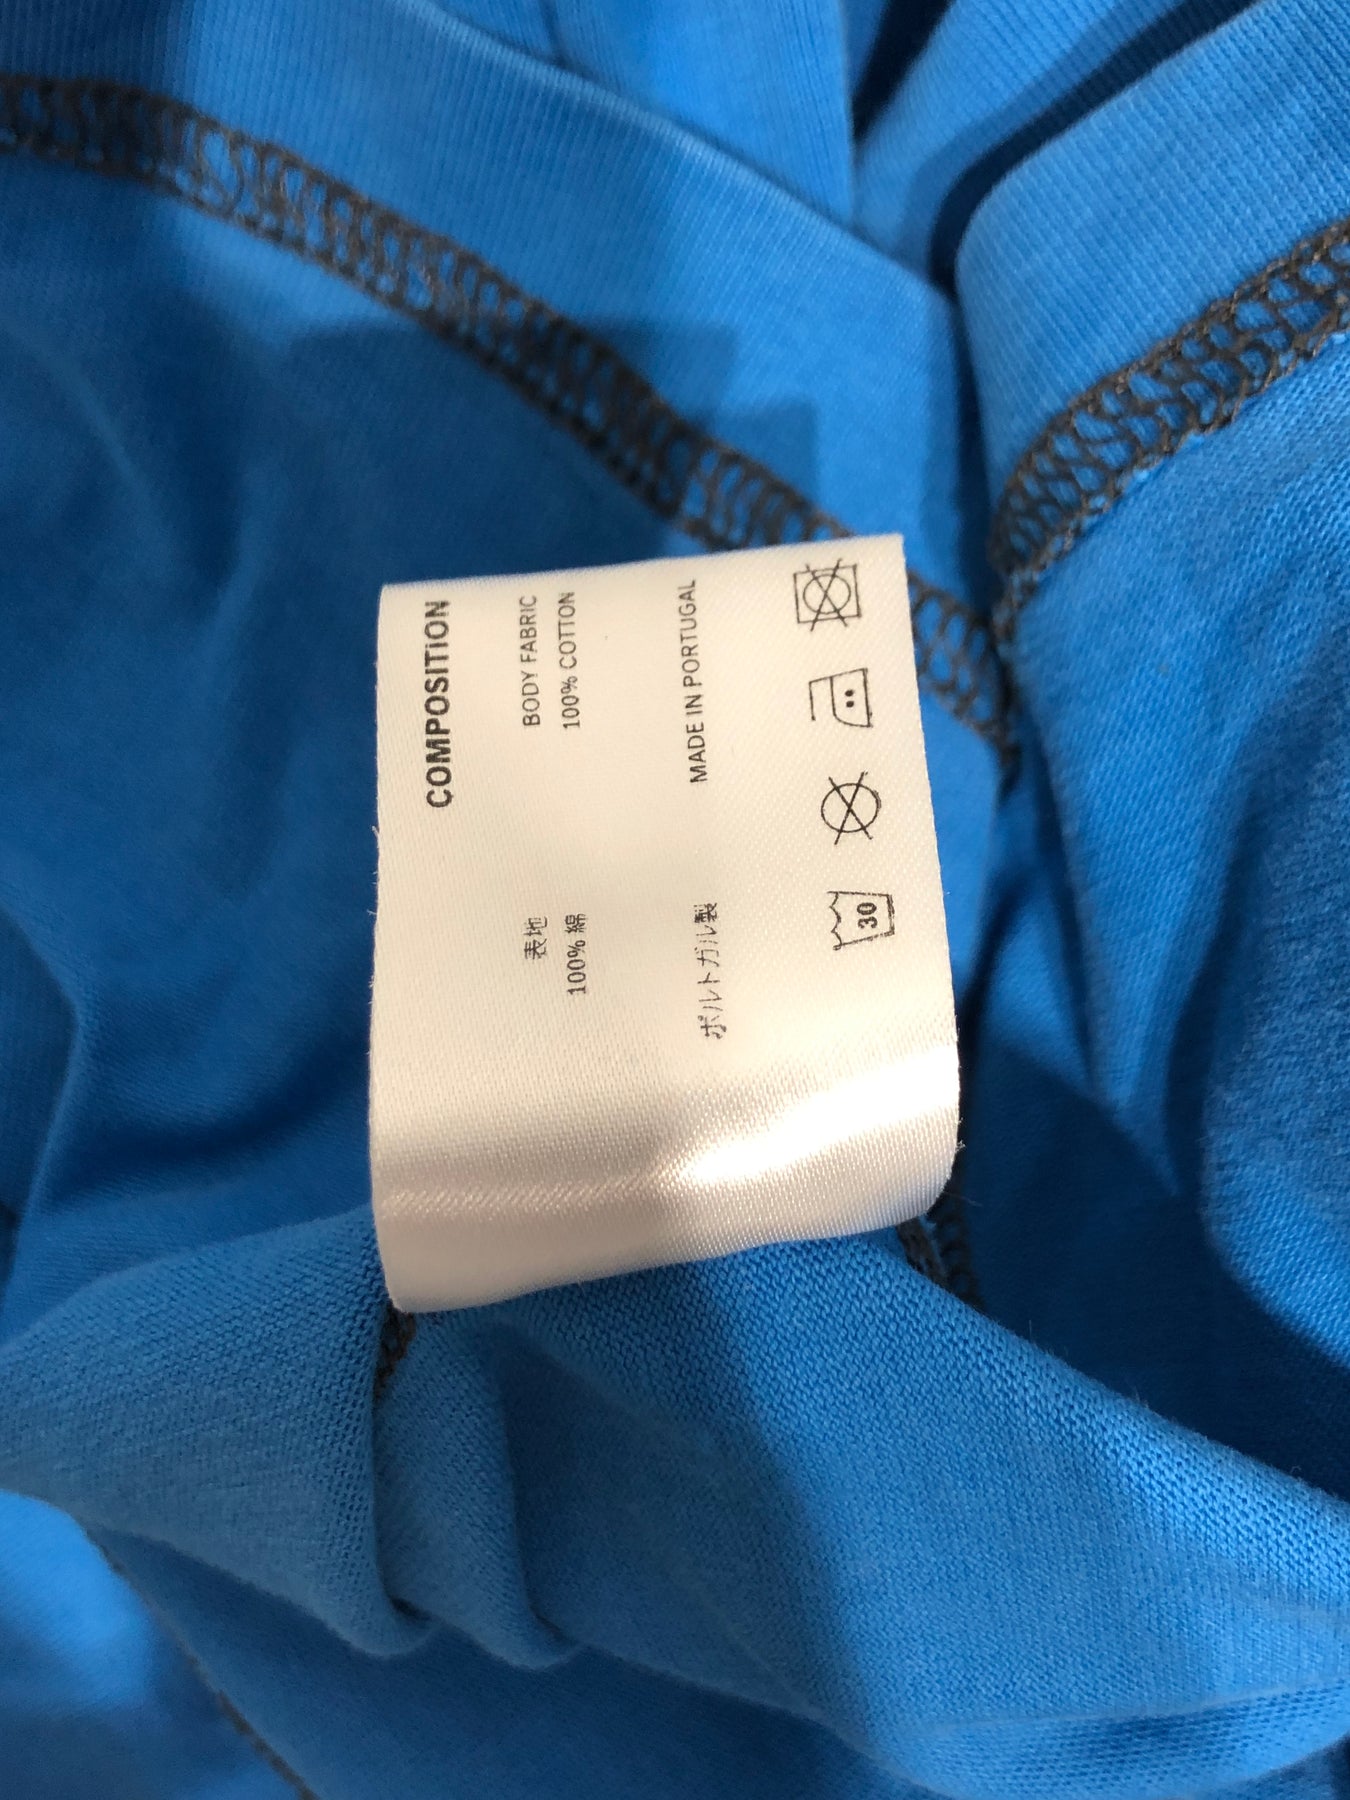 COMPOSITiON
BODY FABRIC
100% COTTON
表地
100% 綿
MADE IN PORTUGAL
ポルトガル製
30